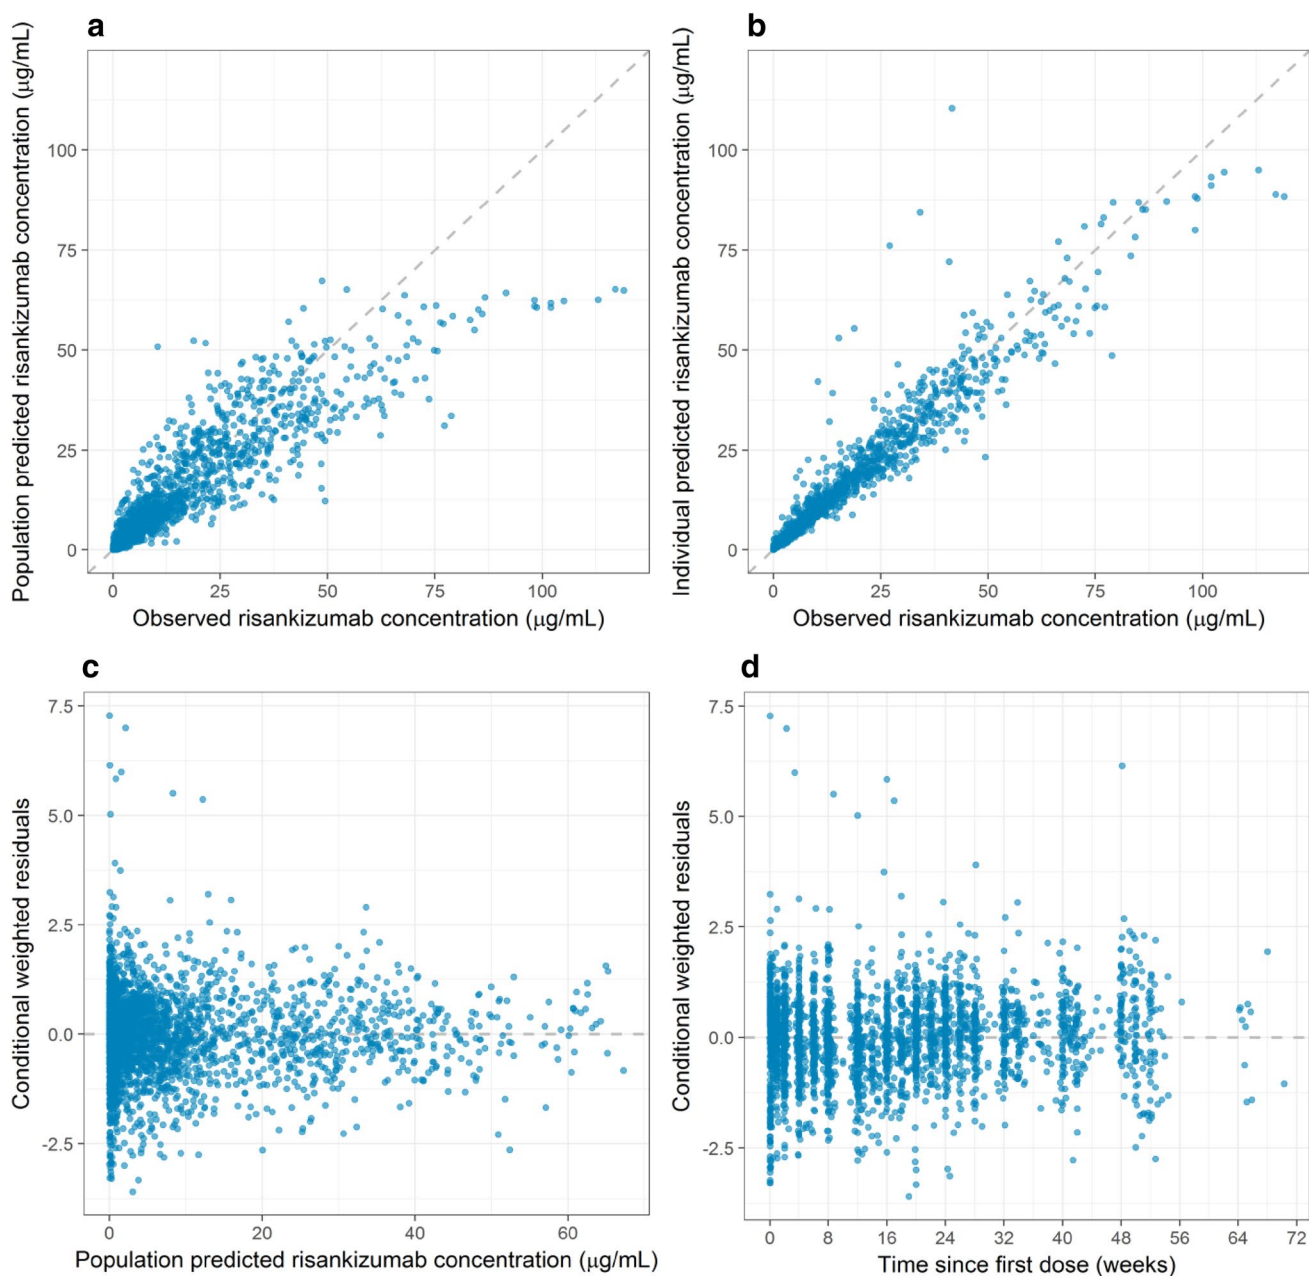 a
Population predicted risankizumab concentration (μg/mL)
100
75
50
25
0
0 25 50 75 100
Observed risankizumab concentration (μg/mL)
b
Individual predicted risankizumab concentration (μg/mL)
100
75
50
25
0
0 25 50 75 100
Observed risankizumab concentration (μg/mL)
c
Conditional weighted residuals
7.5
5.0
2.5
0.0
-2.5
0 20 40 60
Population predicted risankizumab concentration (μg/mL)
d
Conditional weighted residuals
7.5
5.0
2.5
0.0
-2.5
0 8 16 24 32 40 48 56 64 72
Time since first dose (weeks)